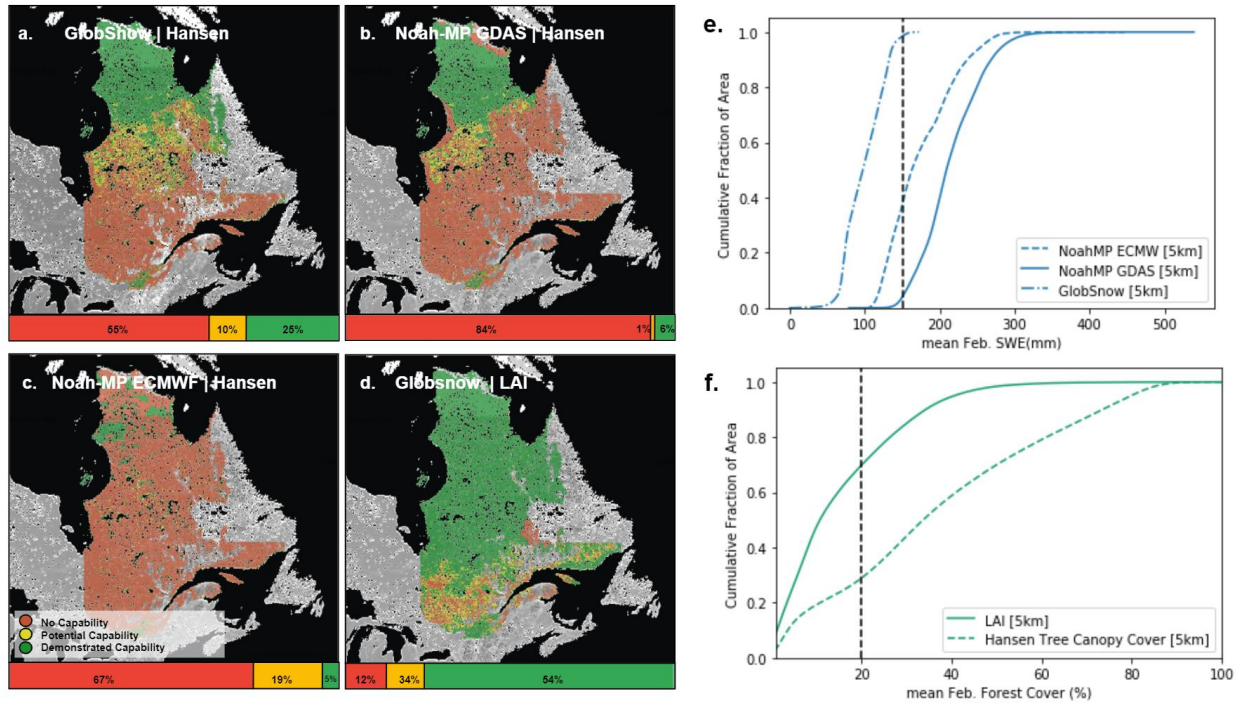 a. GlobSnow | Hansen
55% 10% 25%
b. Noah-MP GDAS | Hansen
84% 1% 6%
c. Noah-MP ECMWF | Hansen
No Capability
Potential Capability
Demonstrated Capability
67% 19% 5%
d. Globsnow | LAI
12% 34% 54%
e.
Cumulative Fraction of Area
1.0
0.8
0.6
0.4
0.2
0.0
NoahMP ECMW [5km]
NoahMP GDAS [5km]
GlobSnow [5km]
0 100 200 300 400 500
mean Feb. SWE(mm)
f.
Cumulative Fraction of Area
1.0
0.8
0.6
0.4
0.2
0.0
LAI [5km]
Hansen Tree Canopy Cover [5km]
20 40 60 80 100
mean Feb. Forest Cover (%)